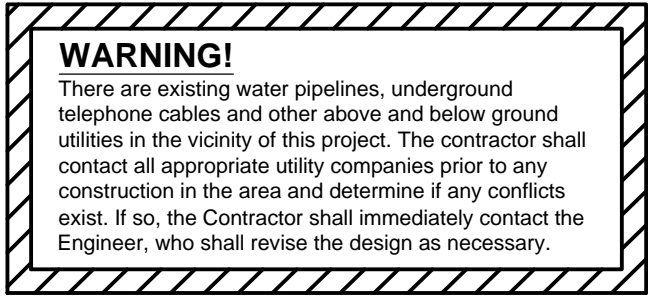 WARNING!
There are existing water pipelines, underground
telephone cables and other above and below ground
utilities in the vicinity of this project. The contractor shall
contact all appropriate utility companies prior to any
construction in the area and determine if any conflicts
exist. If so, the Contractor shall immediately contact the
Engineer, who shall revise the design as necessary.